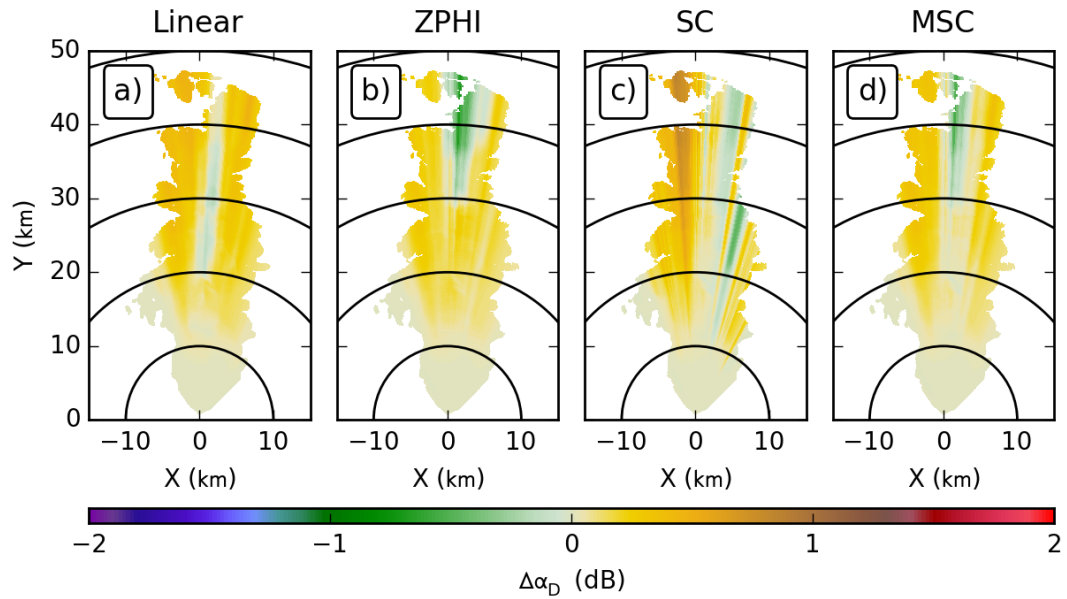 Linear ZPHI SC MSC
a) b) c) d)
50
40
30
20
10
0
Y (km)
−10 0 10 −10 0 10 −10 0 10 −10 0 10
X (km) X (km) X (km) X (km)
−2 −1 0 1 2
Δα_D (dB)